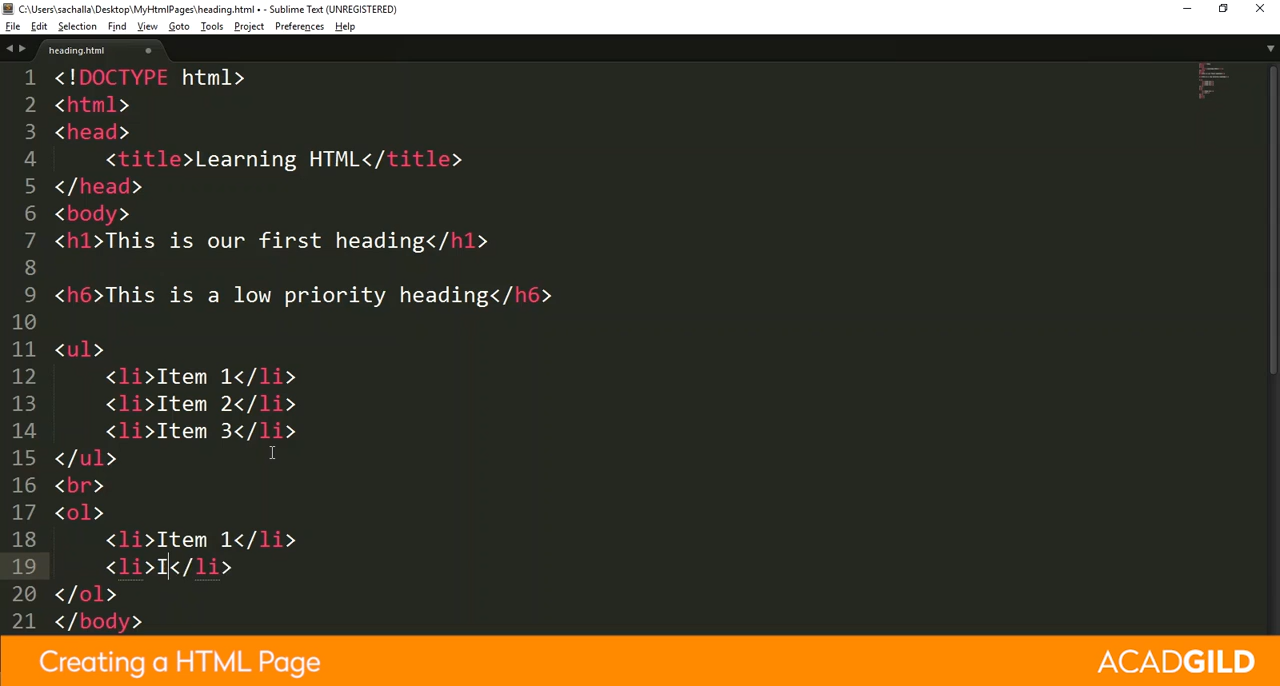 C:\Users\sachalla\Desktop\MyHtmlPages\heading.html • - Sublime Text (UNREGISTERED)
File Edit Selection Find View Goto Tools Project Preferences Help
heading.html
1 <!DOCTYPE html>
2 <html>
3 <head>
4 <title>Learning HTML</title>
5 </head>
6 <body>
7 <h1>This is our first heading</h1>
8
9 <h6>This is a low priority heading</h6>
10
11 <ul>
12 <li>Item 1</li>
13 <li>Item 2</li>
14 <li>Item 3</li>
15 </ul>
16 <br>
17 <ol>
18 <li>Item 1</li>
19 <li>I</li>
20 </ol>
21 </body>
Creating a HTML Page
ACADGILD